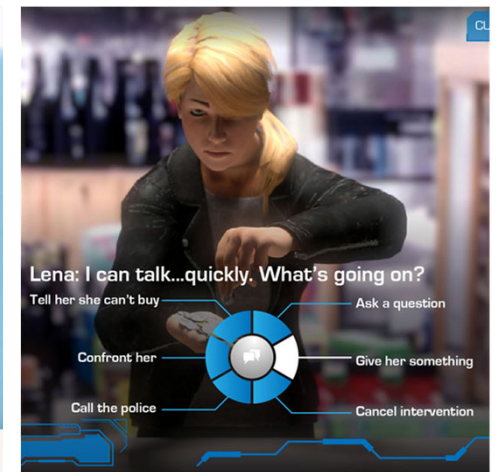 CL
Lena: I can talk...quickly. What's going on?
Tell her she can't buy
Ask a question
Confront her
Give her something
Call the police
Cancel intervention